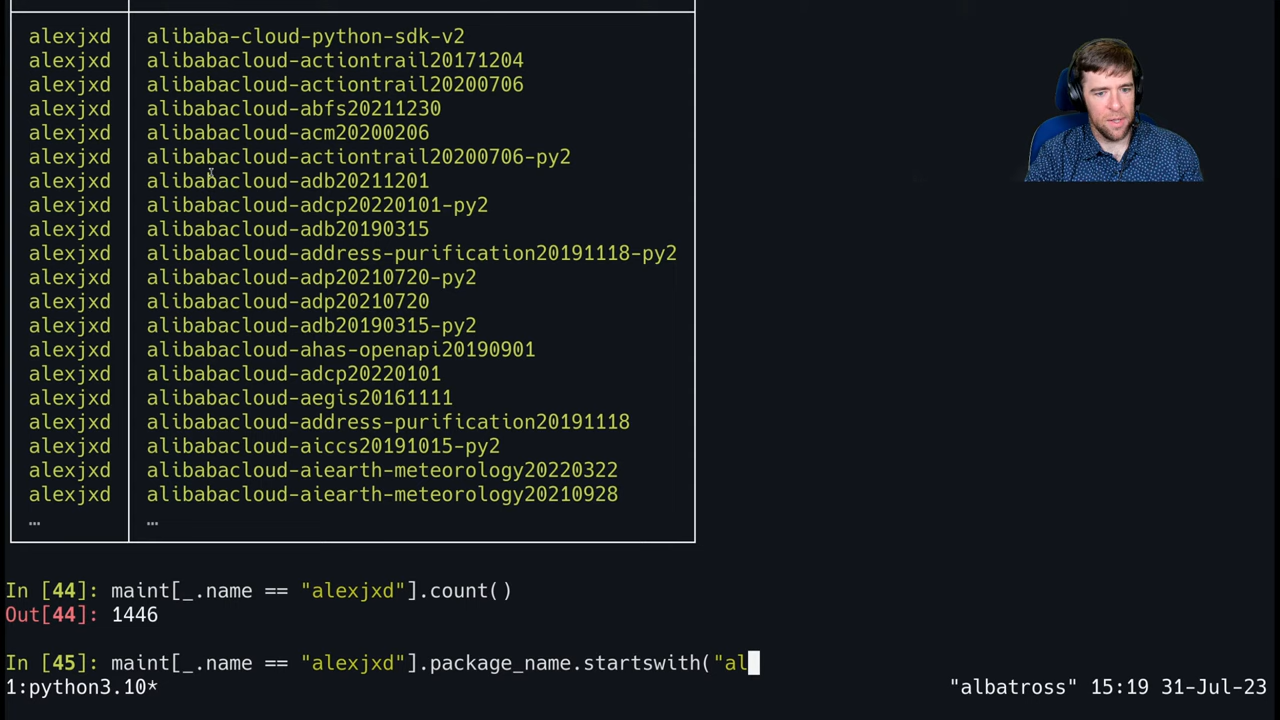 alexjxd alibaba-cloud-python-sdk-v2
alexjxd alibabacloud-actiontrail20171204
alexjxd alibabacloud-actiontrail20200706
alexjxd alibabacloud-abfs20211230
alexjxd alibabacloud-acm20200206
alexjxd alibabacloud-actiontrail20200706-py2
alexjxd alibabacloud-adb20211201
alexjxd alibabacloud-adcp20220101-py2
alexjxd alibabacloud-adb20190315
alexjxd alibabacloud-address-purification20191118-py2
alexjxd alibabacloud-adp20210720-py2
alexjxd alibabacloud-adp20210720
alexjxd alibabacloud-adb20190315-py2
alexjxd alibabacloud-ahas-openapi20190901
alexjxd alibabacloud-adcp20220101
alexjxd alibabacloud-aegis20161111
alexjxd alibabacloud-address-purification20191118
alexjxd alibabacloud-aiccs20191015-py2
alexjxd alibabacloud-aiearth-meteorology20220322
alexjxd alibabacloud-aiearth-meteorology20210928
… …
In [44]: maint[_.name == "alexjxd"].count()
Out[44]: 1446
In [45]: maint[_.name == "alexjxd"].package_name.startswith("al
1:python3.10* "albatross" 15:19 31-Jul-23